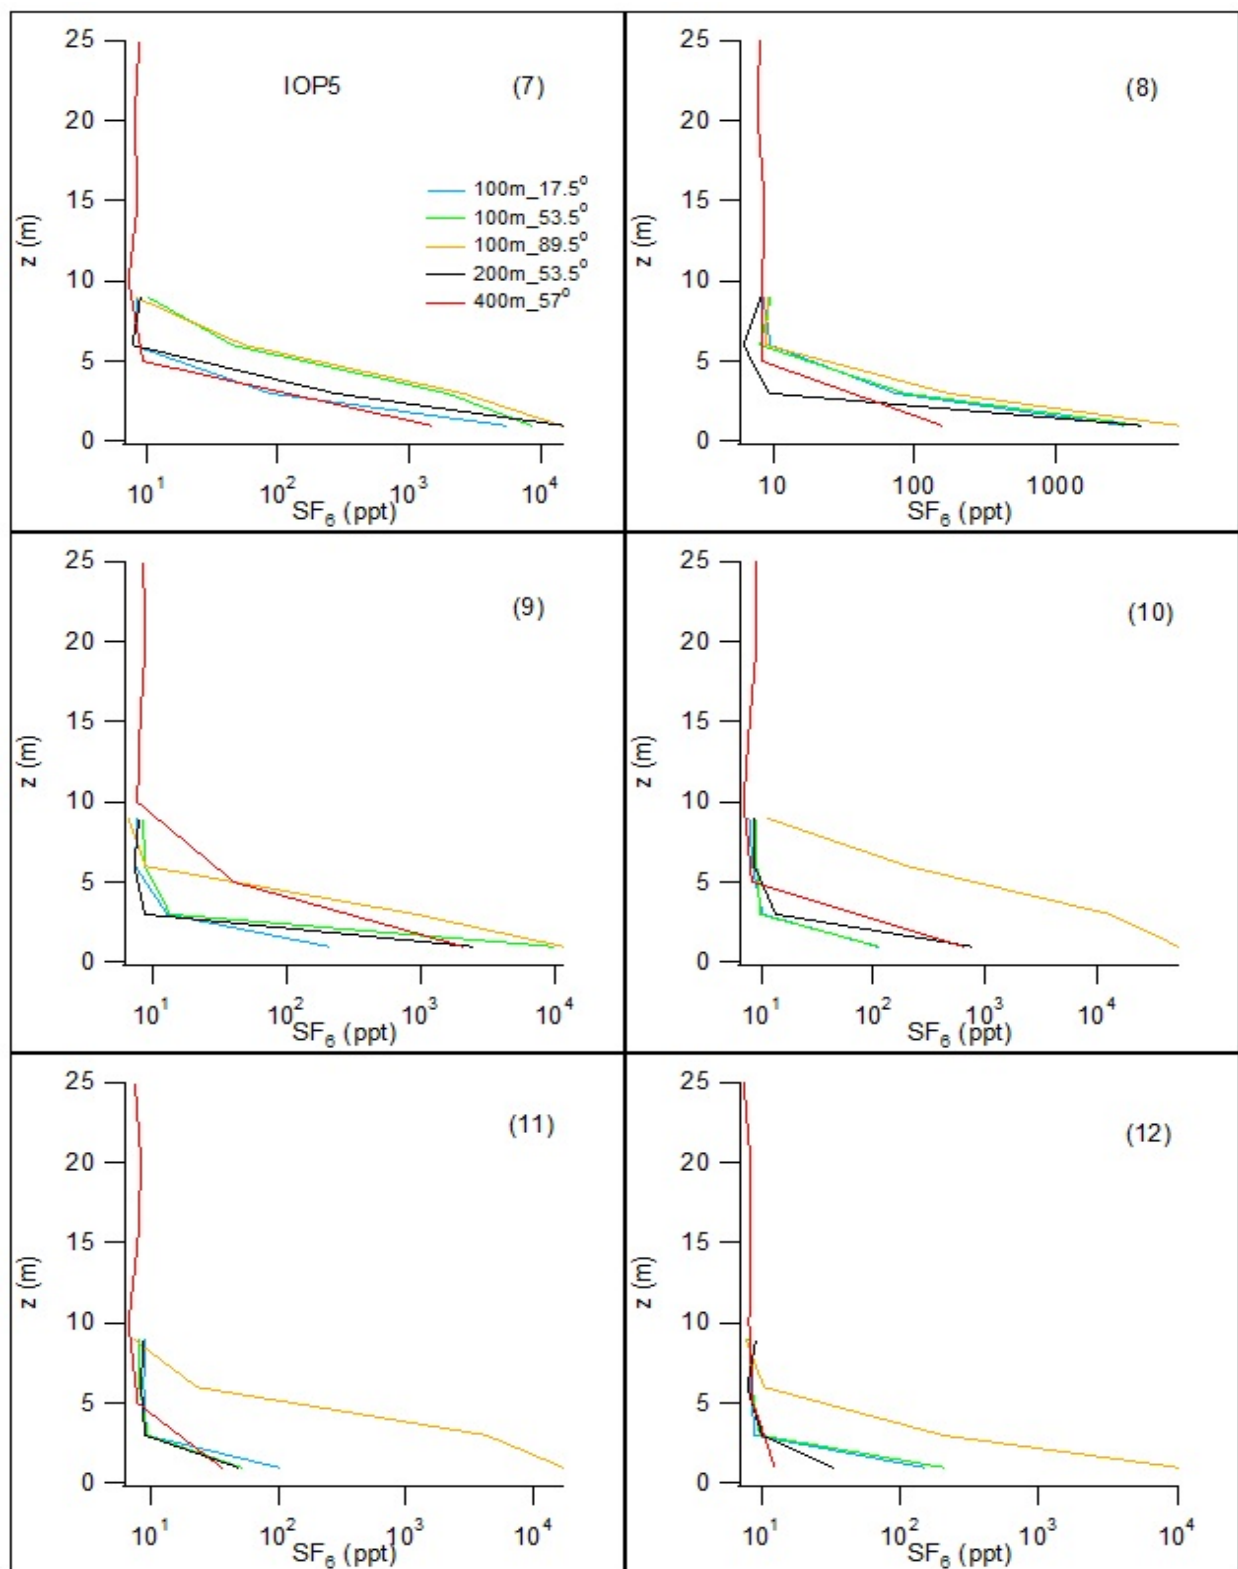 IOP5 (7)
25
20
15
10
5
0
z (m)
100m_17.5°
100m_53.5°
100m_89.5°
200m_53.5°
400m_57°
10¹ 10² 10³ 10⁴
SF₆ (ppt)
(8)
25
20
15
10
5
0
z (m)
10 100 1000
SF₆ (ppt)
(9)
25
20
15
10
5
0
z (m)
10¹ 10² 10³ 10⁴
SF₆ (ppt)
(10)
25
20
15
10
5
0
z (m)
10¹ 10² 10³ 10⁴
SF₆ (ppt)
(11)
25
20
15
10
5
0
z (m)
10¹ 10² 10³ 10⁴
SF₆ (ppt)
(12)
25
20
15
10
5
0
z (m)
10¹ 10² 10³ 10⁴
SF₆ (ppt)